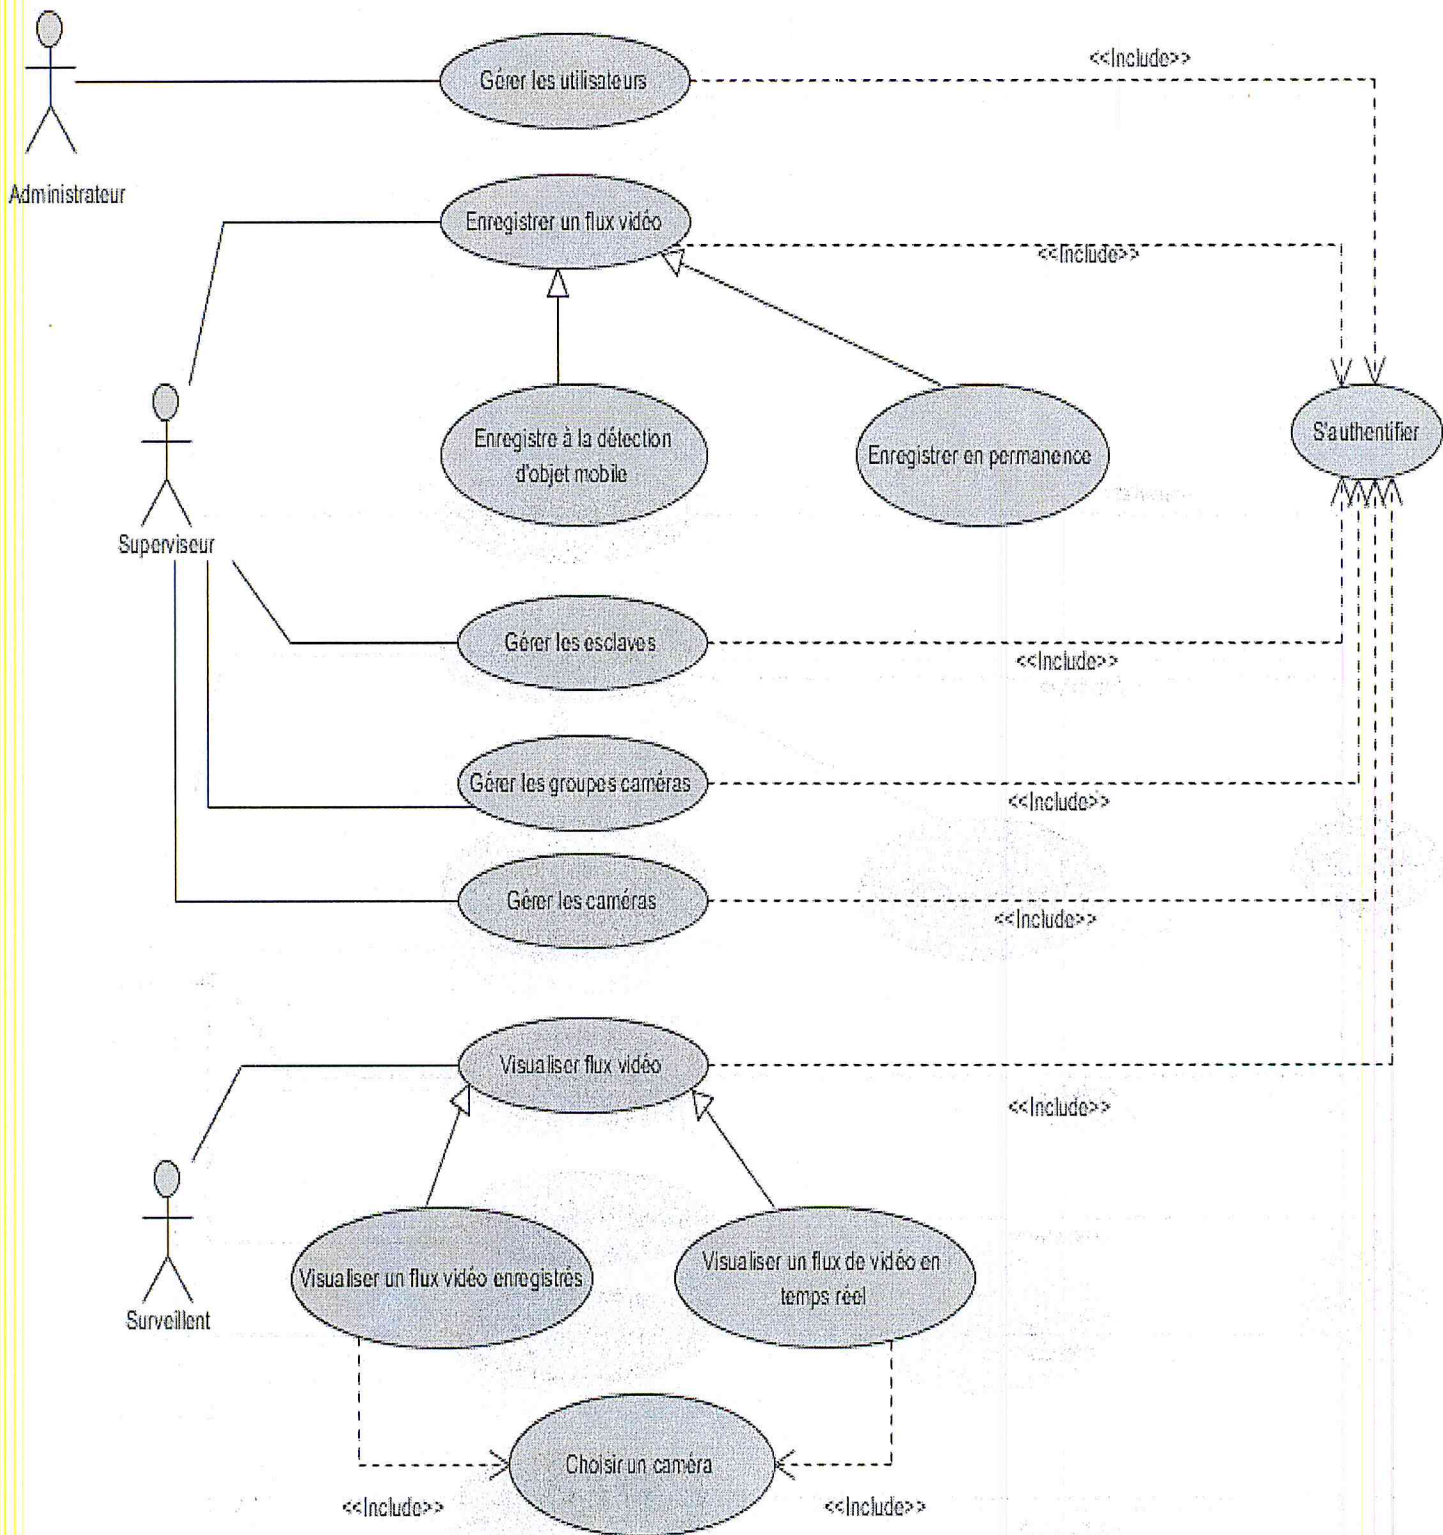 Gérer les utilisateurs
<<Include>>
Administrateur
Enregistrer un flux vidéo
<<Include>>
Enregistre à la détection
d'objet mobile
Enregistrer en permanence
S'authentifier
Superviseur
Gérer les esclaves
<<Include>>
Gérer les groupes caméras
<<Include>>
Gérer les caméras
<<Include>>
Visualiser flux vidéo
<<Include>>
Surveillent
Visualiser un flux vidéo enregistrés
Visualiser un flux de vidéo en
temps réel
Choisir un caméra
<<Include>>
<<Include>>